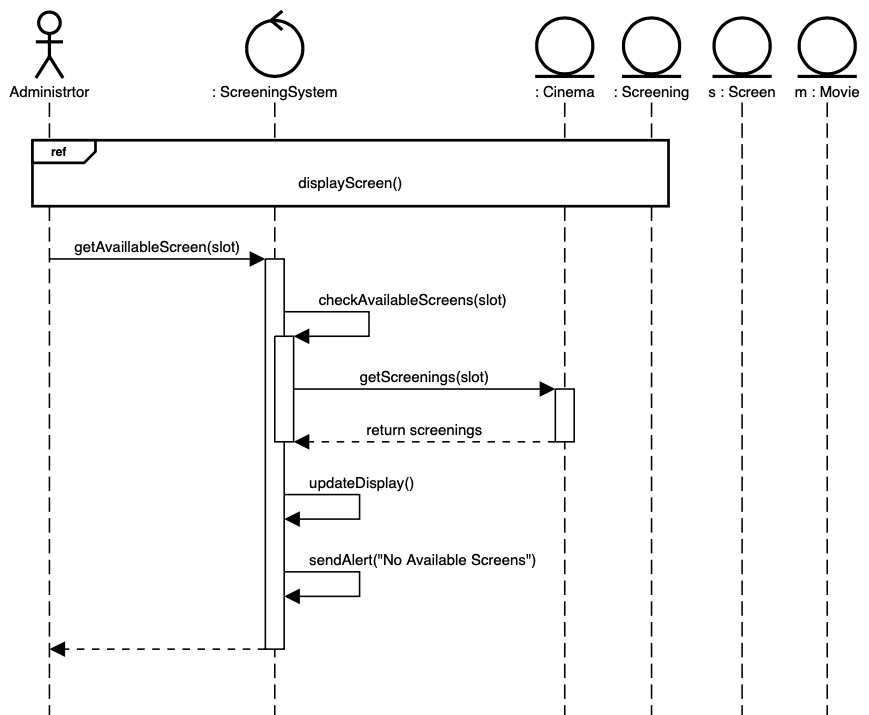 Administrtor
: ScreeningSystem
: Cinema
: Screening
s : Screen
m : Movie
ref
displayScreen()
getAvaillableScreen(slot)
checkAvailableScreens(slot)
getScreenings(slot)
return screenings
updateDisplay()
sendAlert("No Available Screens")